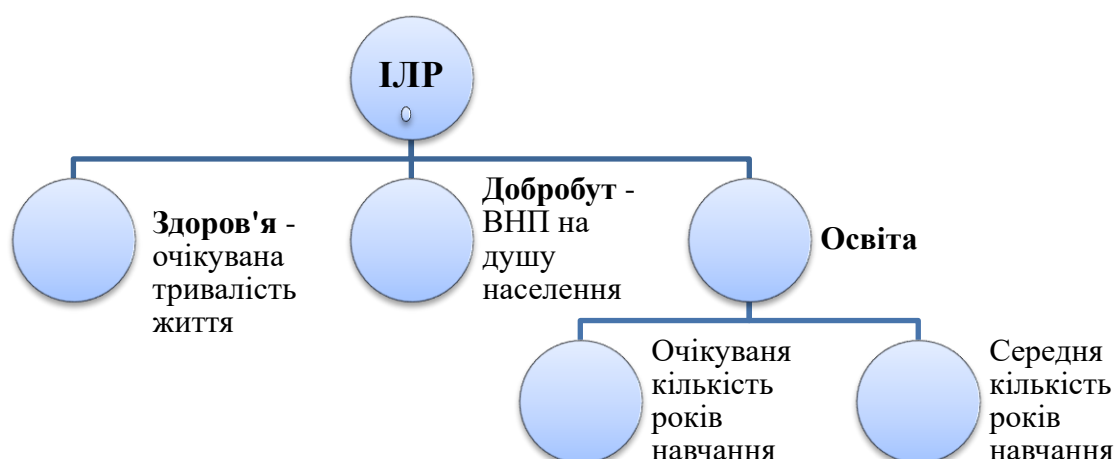 ІЛР
Здоров'я -
очікувана
тривалість
життя
Добробут -
ВНП на
душу
населення
Освіта
Очікуваня
кількість
років
навчання
Середня
кількість
років
навчання